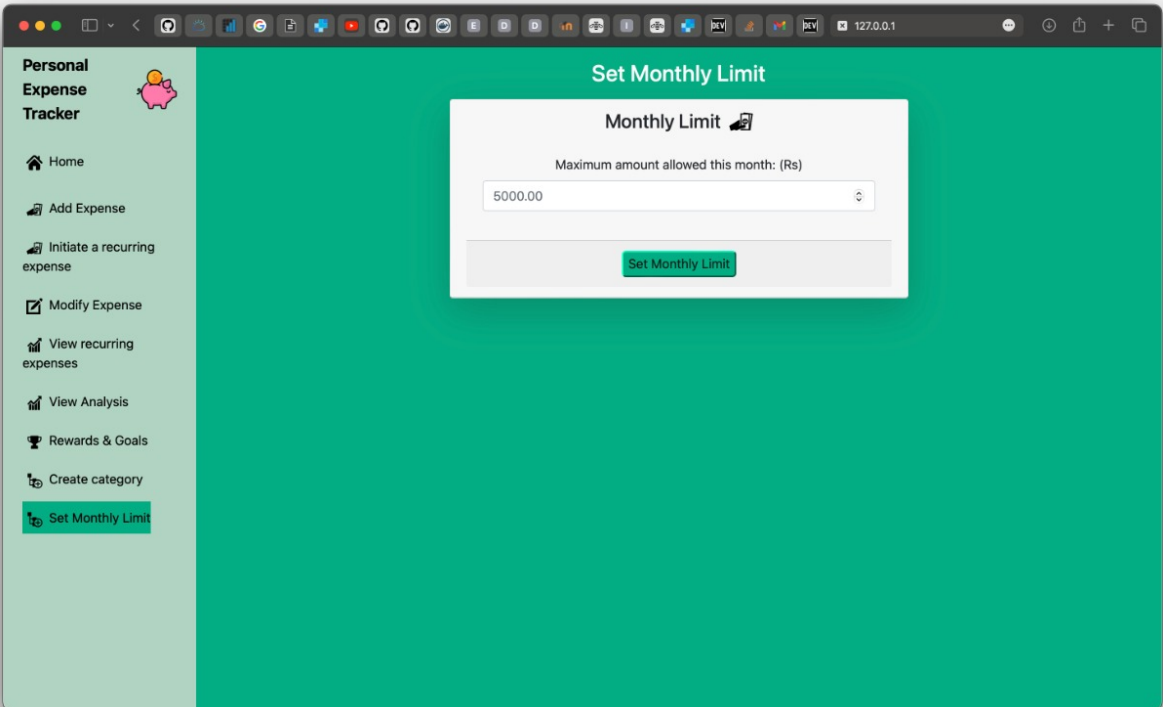 127.0.0.1
Personal
Expense
Tracker
Home
Add Expense
Initiate a recurring
expense
Modify Expense
View recurring
expenses
View Analysis
Rewards & Goals
Create category
Set Monthly Limit
Set Monthly Limit
Monthly Limit
Maximum amount allowed this month: (Rs)
5000.00
Set Monthly Limit